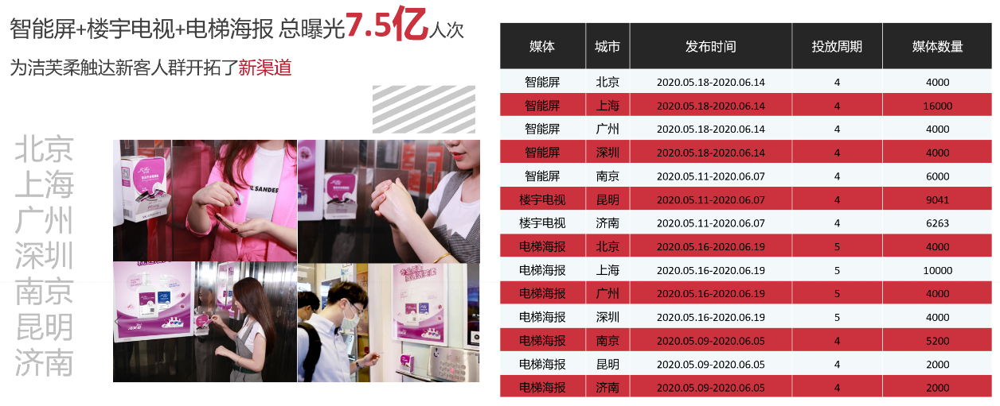 智能屏+楼宇电视+电梯海报 总曝光7.5亿人次
为洁芙柔触达新客人群开拓了新渠道
北京
上海
广州
深圳
南京
昆明
济南
JIL SANDER
媒体 城市 发布时间 投放周期 媒体数量
智能屏 北京 2020.05.18-2020.06.14 4 4000
智能屏 上海 2020.05.18-2020.06.14 4 16000
智能屏 广州 2020.05.18-2020.06.14 4 4000
智能屏 深圳 2020.05.18-2020.06.14 4 4000
智能屏 南京 2020.05.11-2020.06.07 4 6000
楼宇电视 昆明 2020.05.11-2020.06.07 4 9041
楼宇电视 济南 2020.05.11-2020.06.07 4 6263
电梯海报 北京 2020.05.16-2020.06.19 5 4000
电梯海报 上海 2020.05.16-2020.06.19 5 10000
电梯海报 广州 2020.05.16-2020.06.19 5 4000
电梯海报 深圳 2020.05.16-2020.06.19 5 4000
电梯海报 南京 2020.05.09-2020.06.05 4 5200
电梯海报 昆明 2020.05.09-2020.06.05 4 2000
电梯海报 济南 2020.05.09-2020.06.05 4 2000